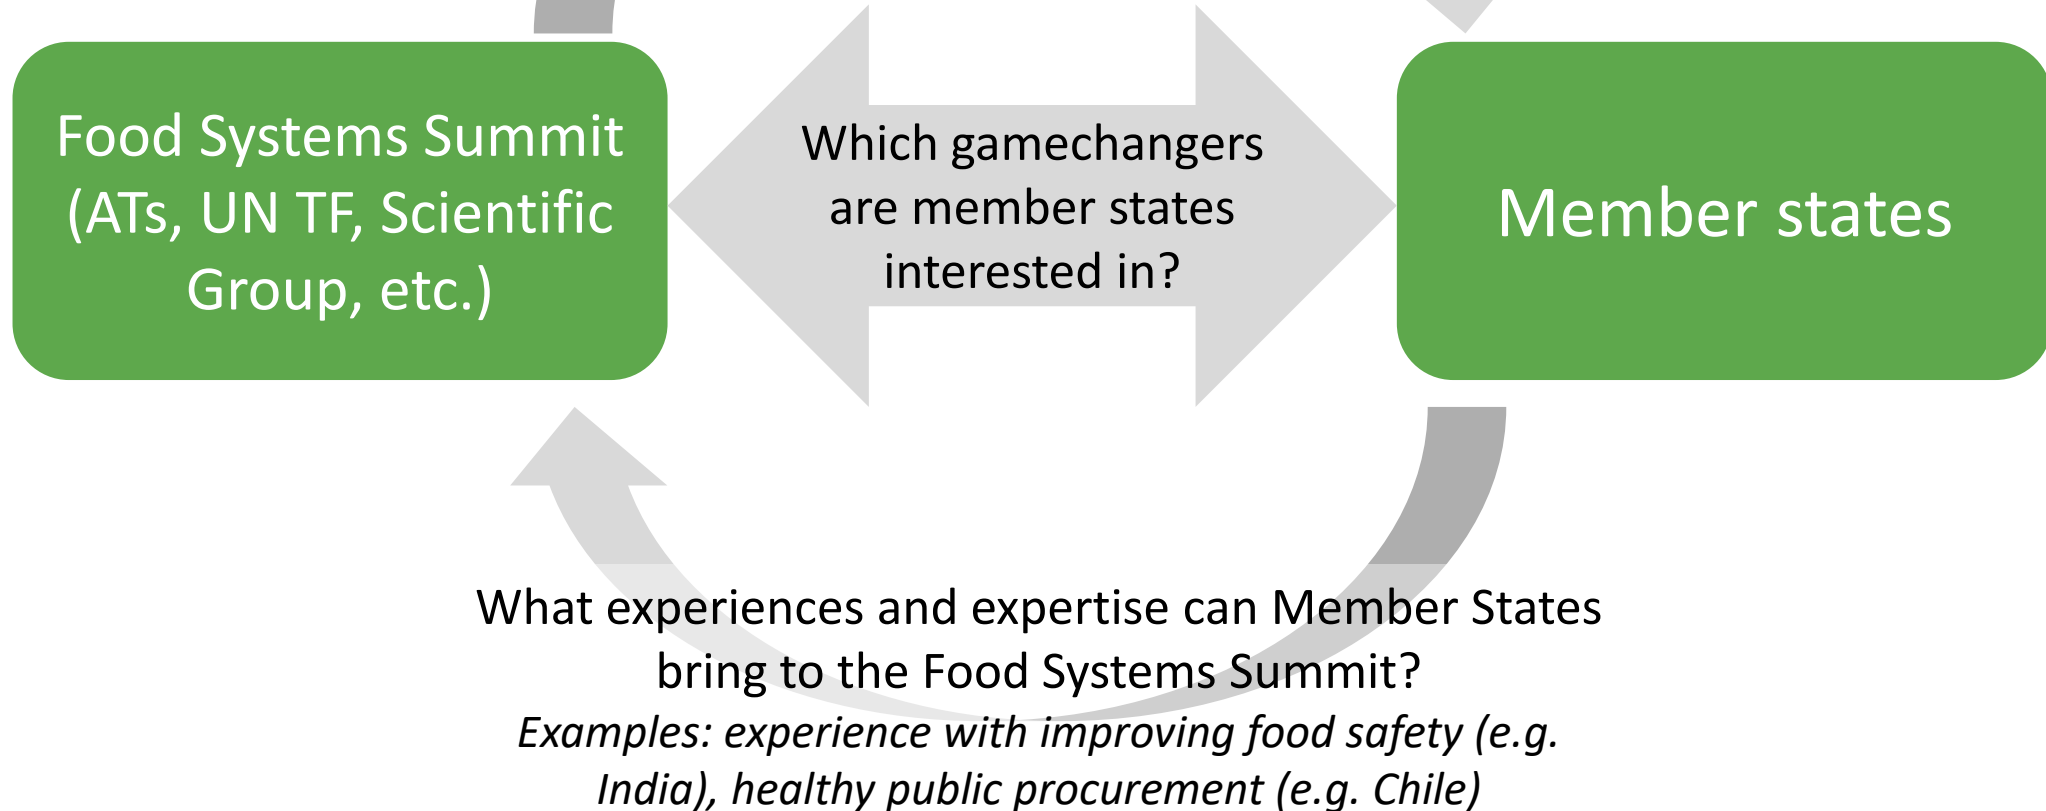 Food Systems Summit
(ATs, UN TF, Scientific
Group, etc.)
Which gamechangers
are member states
interested in?
Member states
What experiences and expertise can Member States
bring to the Food Systems Summit?
Examples: experience with improving food safety (e.g.
India), healthy public procurement (e.g. Chile)